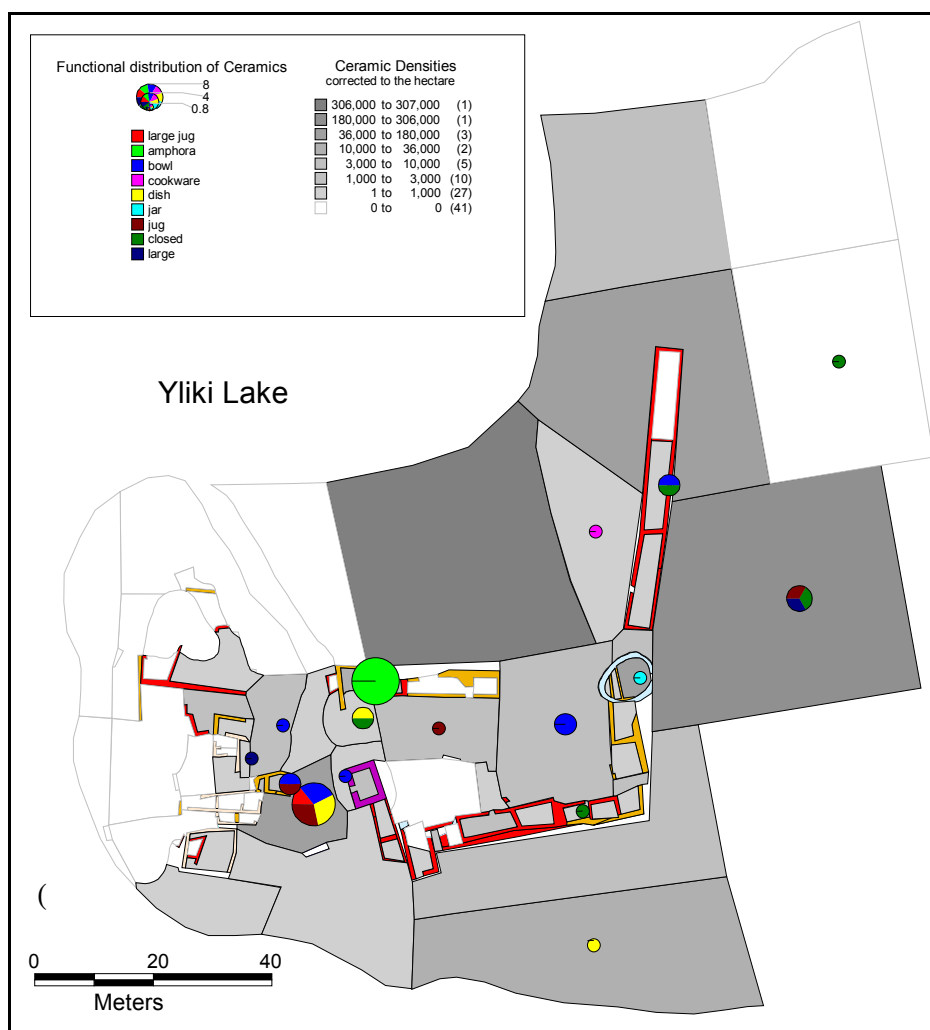 Functional distribution of Ceramics
8
4
0.8
large jug
amphora
bowl
cookware
dish
jar
jug
closed
large
Ceramic Densities
corrected to the hectare
306,000 to 307,000 (1)
180,000 to 306,000 (1)
36,000 to 180,000 (3)
10,000 to 36,000 (2)
3,000 to 10,000 (5)
1,000 to 3,000 (10)
1 to 1,000 (27)
0 to 0 (41)
Yliki Lake
(
0 20 40
Meters